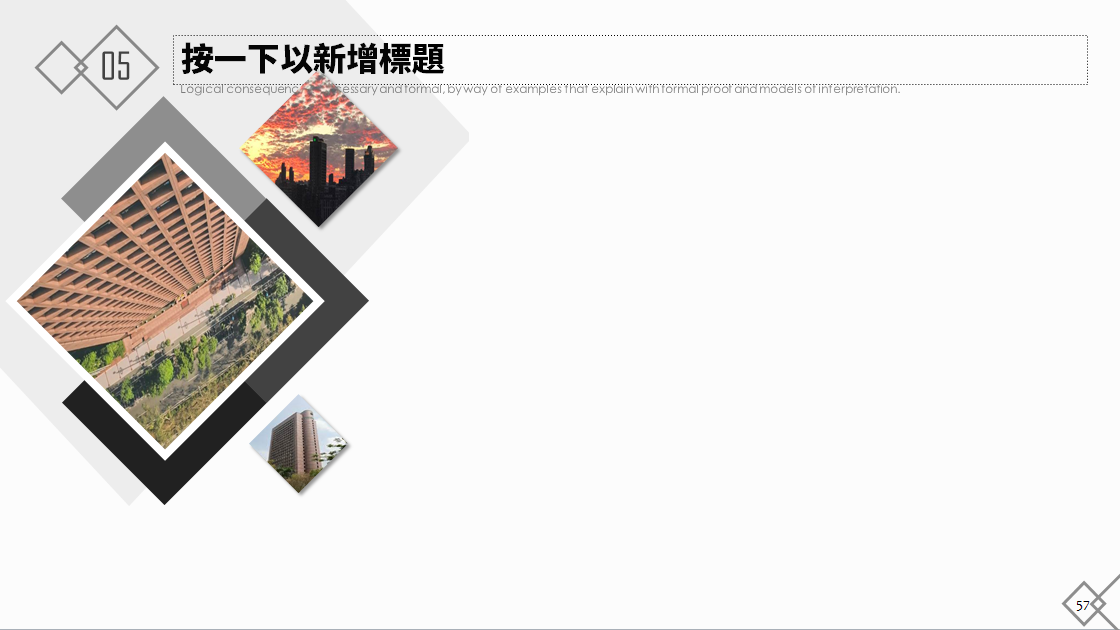 05
按一下以新增標題
Logical consequenc cessary and formal, by way of examples that explain with formal proof and models of interpretation.
57